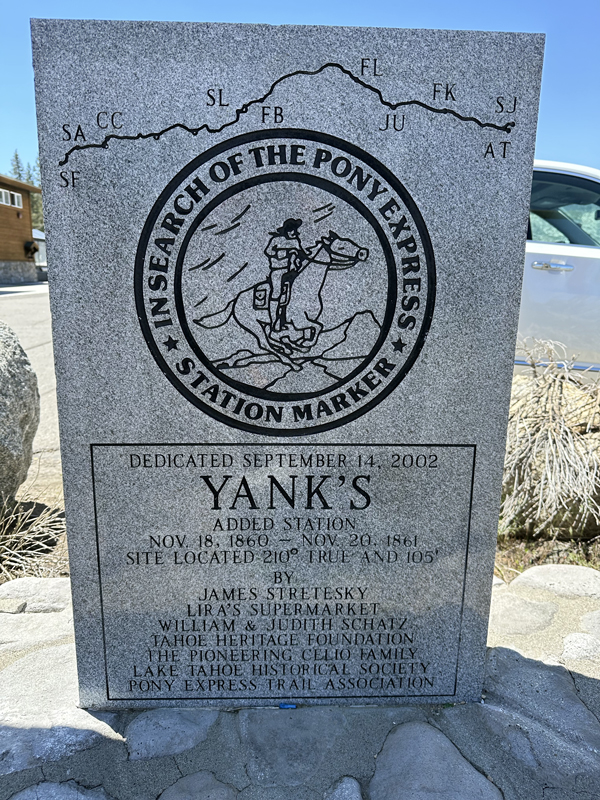 FL
SL
FK
SJ
CC
FB
JU
SA
AT
SF
IN SEARCH OF THE PONY EXPRESS
★ STATION MARKER ★
DEDICATED SEPTEMBER 14, 2002
YANK'S
ADDED STATION
NOV. 18, 1860 – NOV. 20, 1861
SITE LOCATED 210° TRUE AND 105'
BY
JAMES STRETESKY
LIRA'S SUPERMARKET
WILLIAM & JUDITH SCHATZ
TAHOE HERITAGE FOUNDATION
THE PIONEERING CELIO FAMILY
LAKE TAHOE HISTORICAL SOCIETY
PONY EXPRESS TRAIL ASSOCIATION